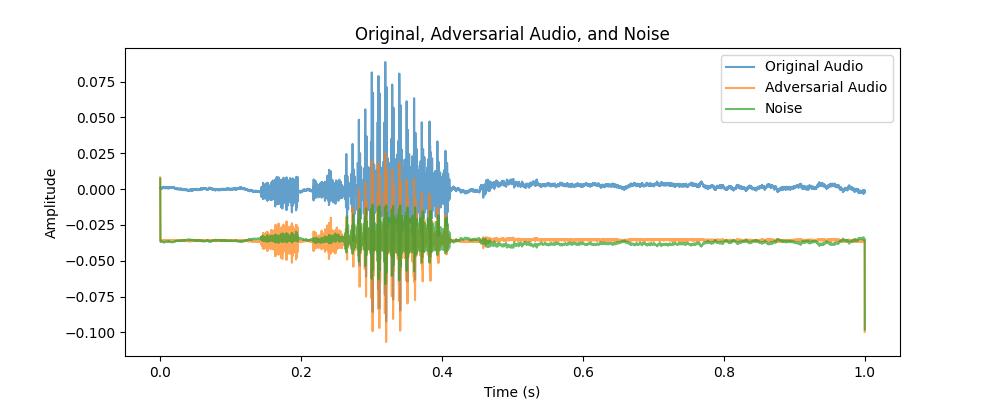 Original, Adversarial Audio, and Noise
Original Audio
Adversarial Audio
Noise
0.075
0.050
0.025
0.000
−0.025
−0.050
−0.075
−0.100
Amplitude
0.0 0.2 0.4 0.6 0.8 1.0
Time (s)